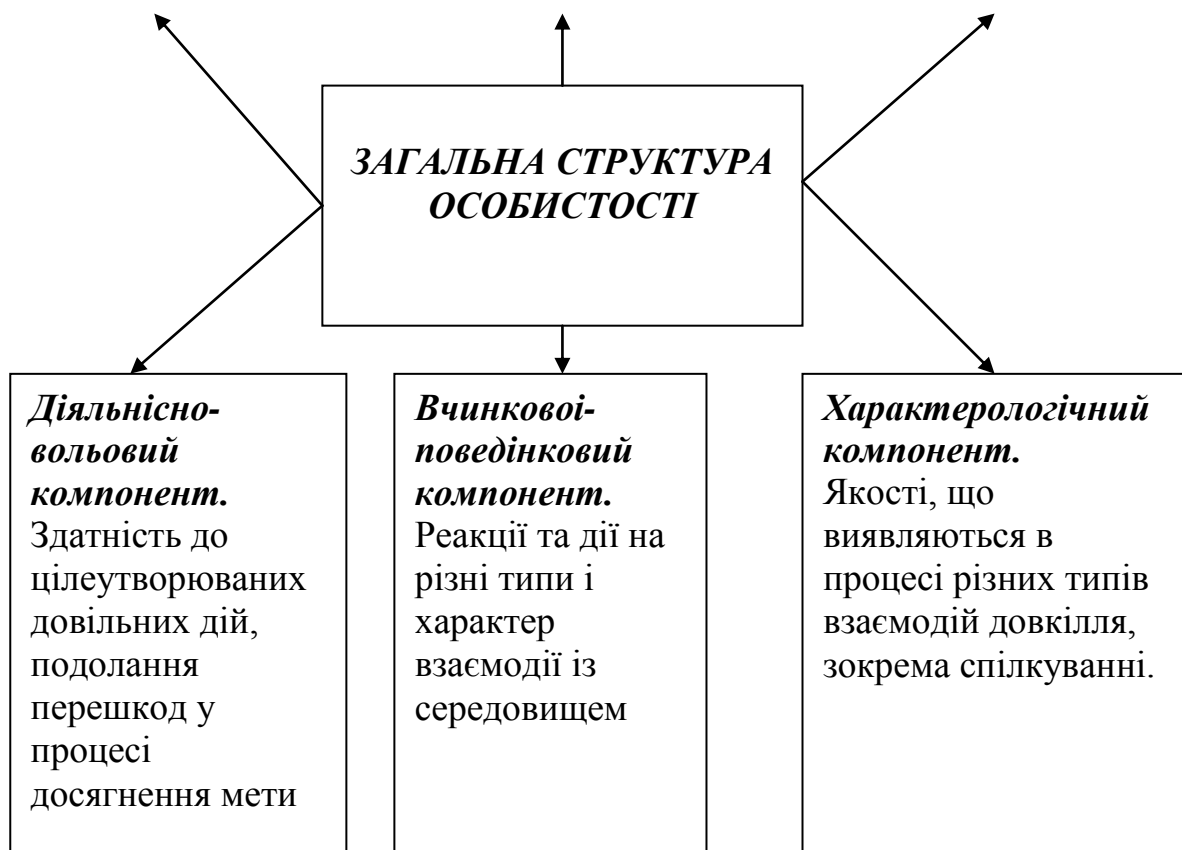 ЗАГАЛЬНА СТРУКТУРА
ОСОБИСТОСТІ
Діяльнісно-
вольовий
компонент.
Здатність до
цілеутворюваних
довільних дій,
подолання
перешкод у
процесі
досягнення мети
Вчинковоі-
поведінковий
компонент.
Реакції та дії на
різні типи і
характер
взаємодії із
середовищем
Характерологічний
компонент.
Якості, що
виявляються в
процесі різних типів
взаємодій довкілля,
зокрема спілкуванні.